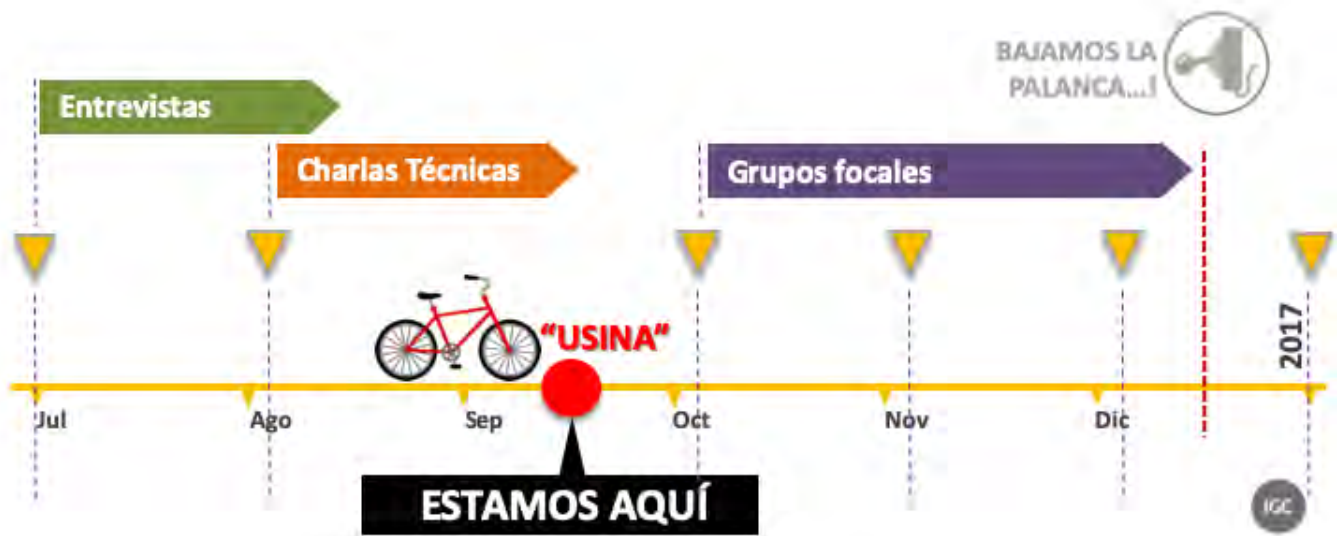 BAJAMOS LA
PALANCA...!
Entrevistas
Charlas Técnicas
Grupos focales
"USINA"
2017
Jul
Ago
Sep
Oct
Nov
Dic
ESTAMOS AQUÍ
IGC